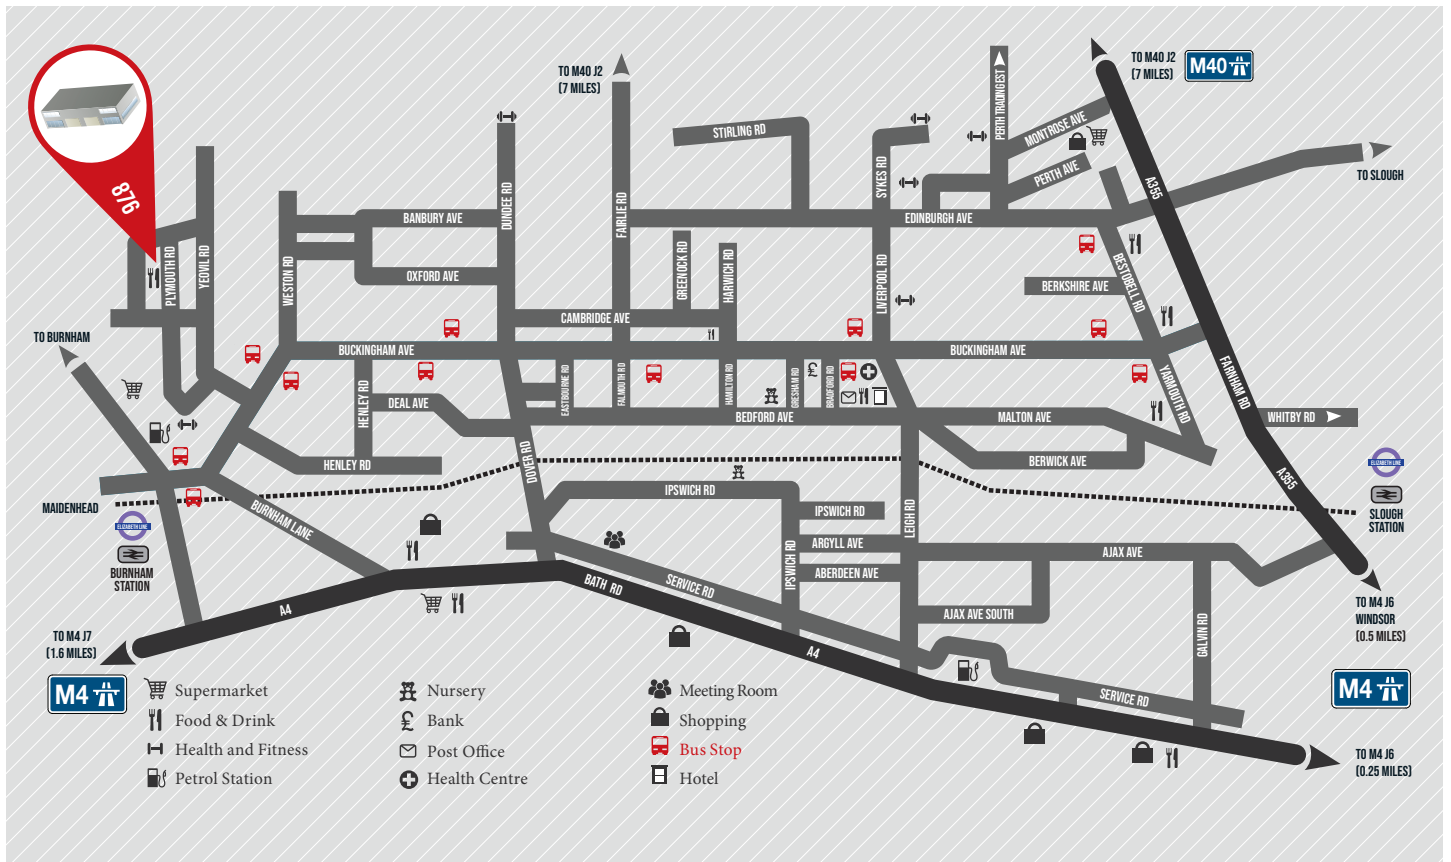 TO M40 J2
(7 MILES)
TO M40 J2
(7 MILES)
M40
876
PERTH TRADING EST
MONTROSE AVE
STIRLING RD
PERTH AVE
A355
TO SLOUGH
SYKES RD
DUNDEE RD
FAIRLIE RD
BANBURY AVE
EDINBURGH AVE
PLYMOUTH RD
YEOVIL RD
WESTON RD
OXFORD AVE
GREENOCK RD
HARWICH RD
LIVERPOOL RD
BERKSHIRE AVE
BESTOBELL RD
CAMBRIDGE AVE
TO BURNHAM
BUCKINGHAM AVE
BUCKINGHAM AVE
HENLEY RD
DEAL AVE
EASTBOURNE RD
FALMOUTH RD
HAMILTON RD
GRESHAM RD
£
BRADFORD RD
YARMOUTH RD
FARNHAM RD
BEDFORD AVE
MALTON AVE
WHITBY RD
HENLEY RD
DOVER RD
BERWICK AVE
A355
ELIZABETH LINE
SLOUGH
STATION
MAIDENHEAD
ELIZABETH LINE
BURNHAM
STATION
BURNHAM LANE
IPSWICH RD
IPSWICH RD
LEIGH RD
ARGYLL AVE
AJAX AVE
IPSWICH RD
ABERDEEN AVE
BATH RD
SERVICE RD
AJAX AVE SOUTH
GALVIN RD
A4
A4
TO M4 J6
WINDSOR
(0.5 MILES)
TO M4 J7
(1.6 MILES)
M4
M4
SERVICE RD
TO M4 J6
(0.25 MILES)
Supermarket
Food & Drink
Health and Fitness
Petrol Station
Nursery
£ Bank
Post Office
Health Centre
Meeting Room
Shopping
Bus Stop
Hotel